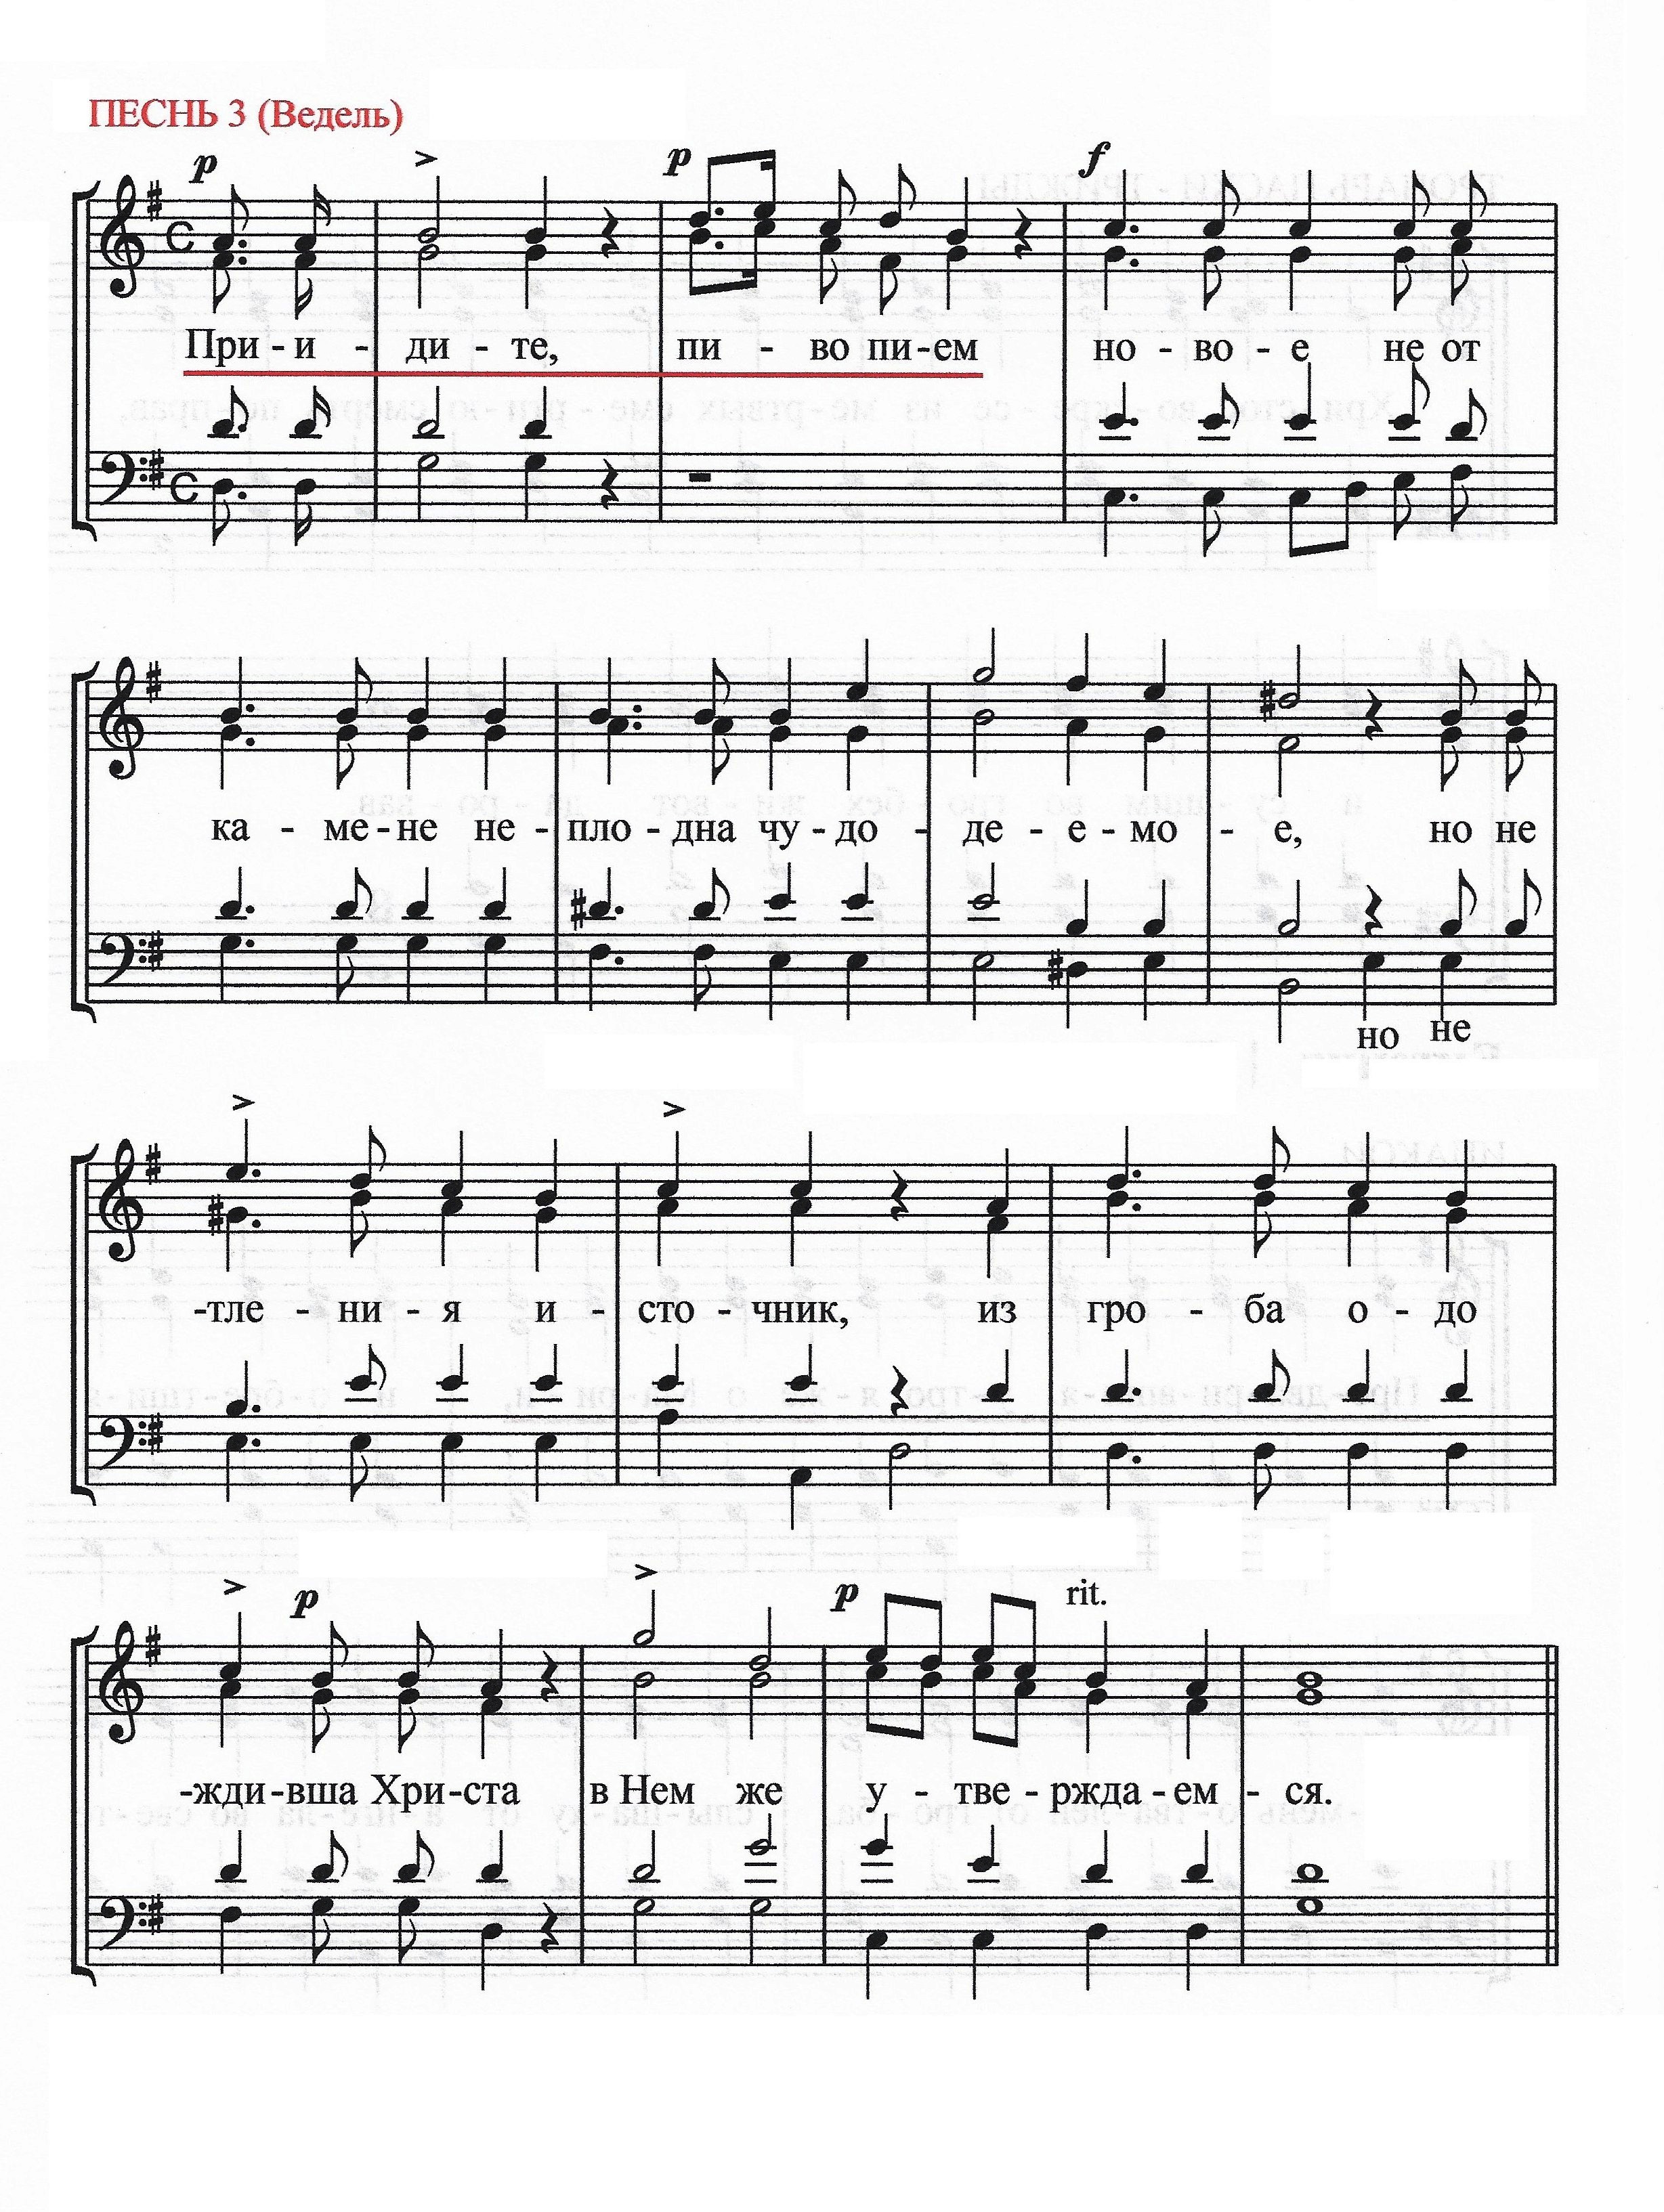 ПЕСНЬ 3 (Ведель)
p p f
При - и - ди - те, пи - во пи - ем но - во - е не от
ка - ме - не не - пло - дна чу - до - де - е - мо - е, но не
но не
-тле - ни - я и - сто - чник, из гро - ба о - до
p p rit.
-жди - вша Хри - ста в Нем же у - тве - ржда - ем - ся.